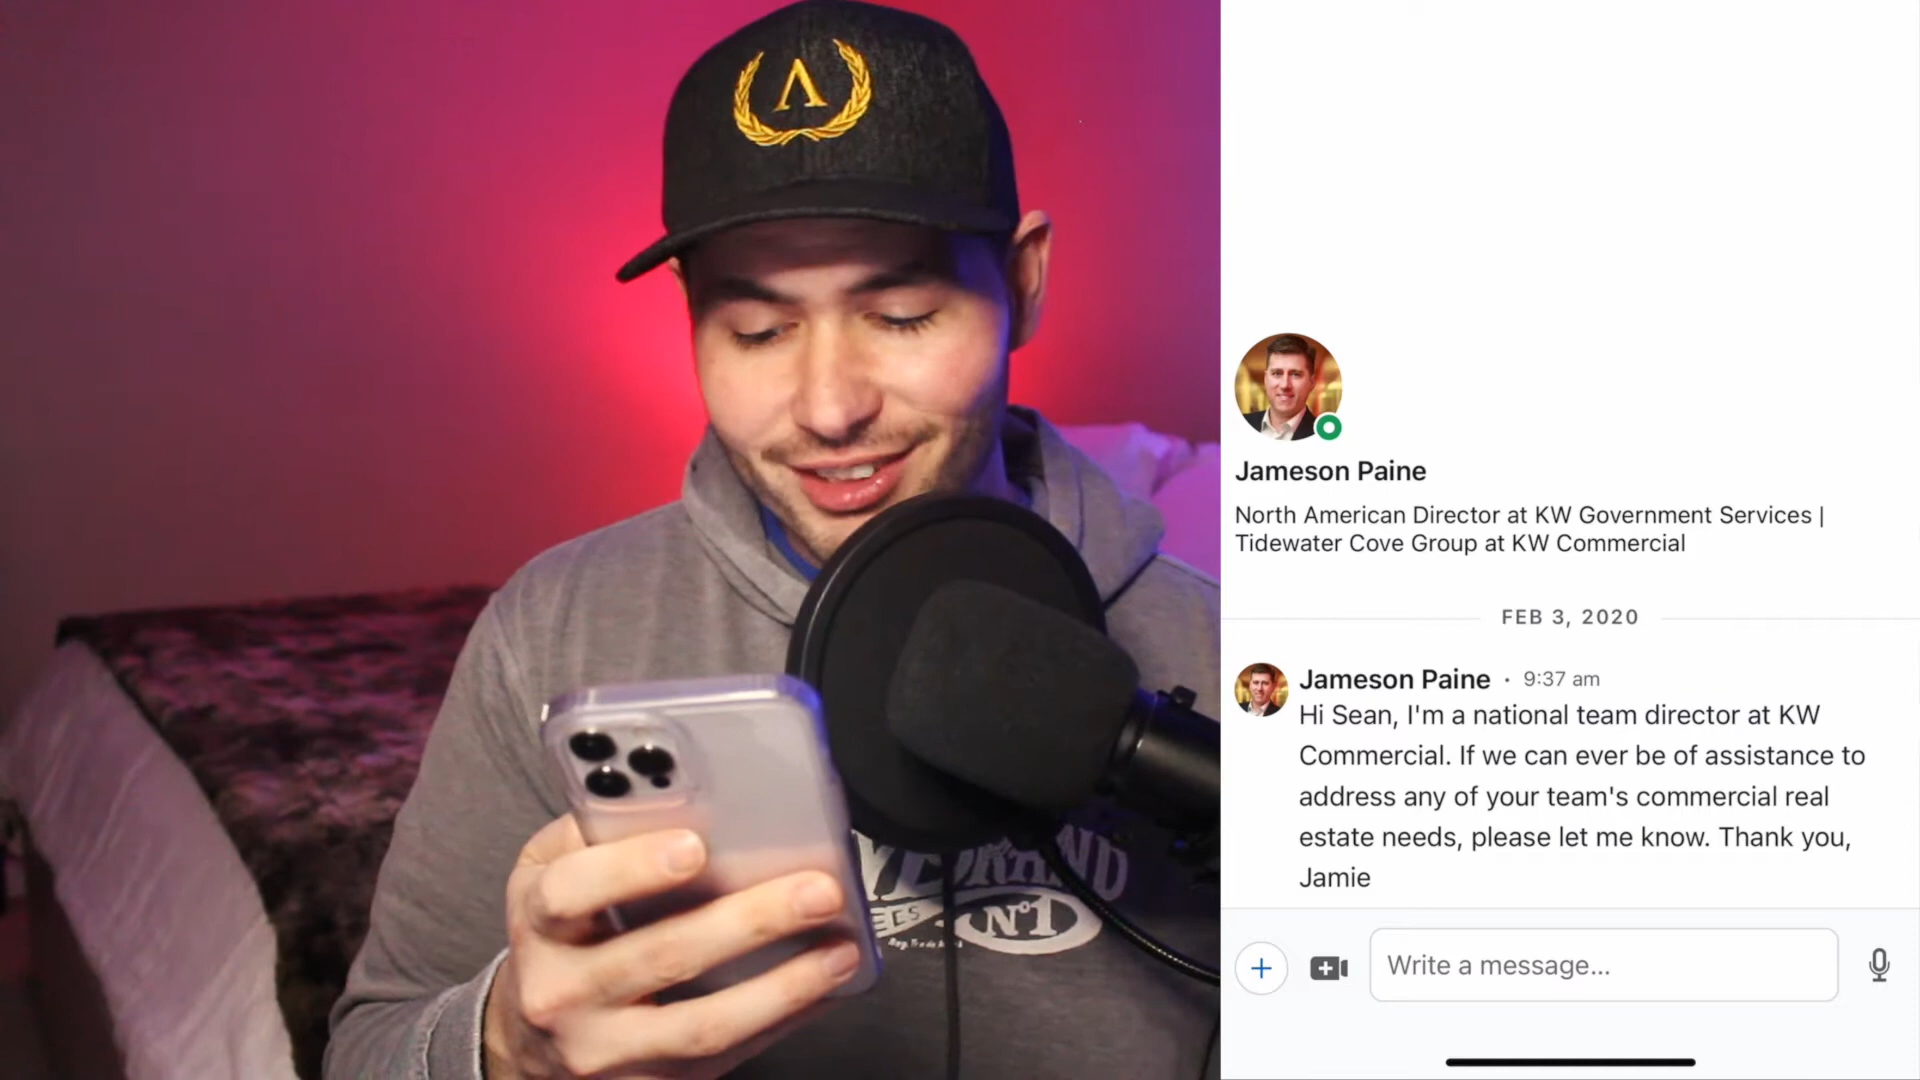 Λ
Jameson Paine
North American Director at KW Government Services |
Tidewater Cove Group at KW Commercial
FEB 3, 2020
Jameson Paine · 9:37 am
Hi Sean, I'm a national team director at KW
Commercial. If we can ever be of assistance to
address any of your team's commercial real
estate needs, please let me know. Thank you,
Jamie
Write a message...
Nº1